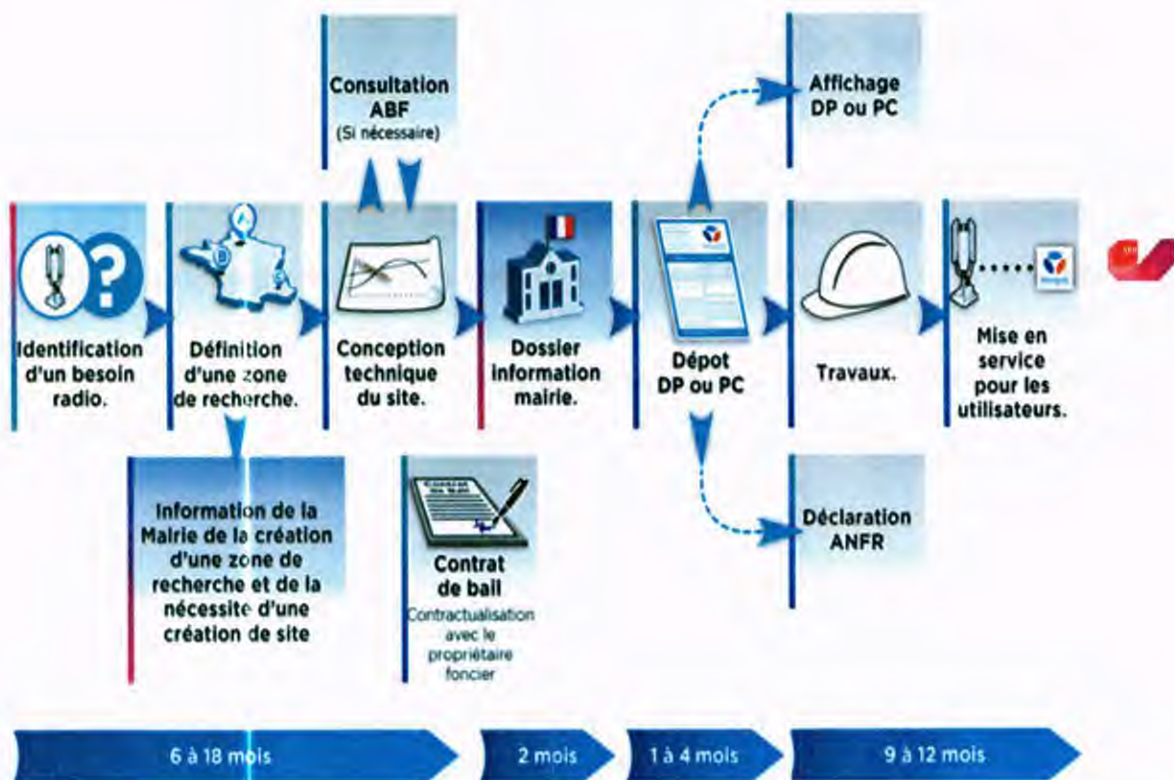 Consultation
ABF
(Si nécessaire)
Affichage
DP ou PC
Identification
d'un besoin
radio.
Définition
d'une zone
de recherche.
Conception
technique
du site.
Dossier
information
mairie.
Dépot
DP ou PC
Travaux.
Mise en
service
pour les
utilisateurs.
Information de la
Mairie de la création
d'une zone de
recherche et de la
nécessite d'une
création de site
Contrat
de bail
Contrat
de bail
Contractualisation
avec le
propriétaire
foncier
Déclaration
ANFR
6 à 18 mois
2 mois
1 à 4 mois
9 à 12 mois